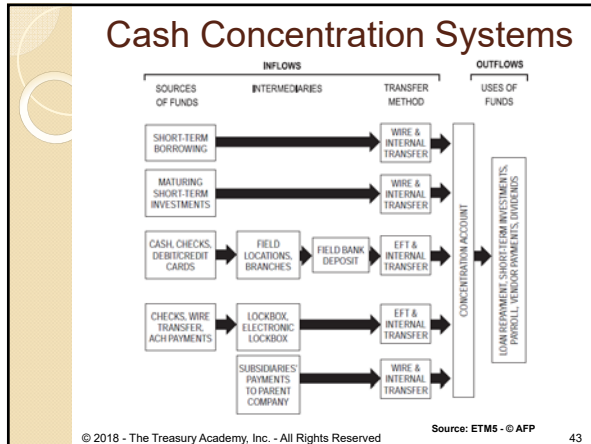 Cash Concentration Systems
INFLOWS
OUTFLOWS
SOURCES
OF FUNDS
INTERMEDIARIES
TRANSFER
METHOD
USES OF
FUNDS
SHORT-TERM
BORROWING
WIRE &
INTERNAL
TRANSFER
MATURING
SHORT-TERM
INVESTMENTS
WIRE &
INTERNAL
TRANSFER
CASH, CHECKS,
DEBIT/CREDIT
CARDS
FIELD
LOCATIONS,
BRANCHES
FIELD BANK
DEPOSIT
EFT &
INTERNAL
TRANSFER
CHECKS, WIRE
TRANSFER,
ACH PAYMENTS
LOCKBOX,
ELECTRONIC
LOCKBOX
EFT &
INTERNAL
TRANSFER
SUBSIDIARIES'
PAYMENTS
TO PARENT
COMPANY
WIRE &
INTERNAL
TRANSFER
CONCENTRATION ACCOUNT
LOAN REPAYMENT, SHORT-TERM INVESTMENTS,
PAYROLL, VENDOR PAYMENTS, DIVIDENDS
Source: ETM5 - © AFP
© 2018 - The Treasury Academy, Inc. - All Rights Reserved
43